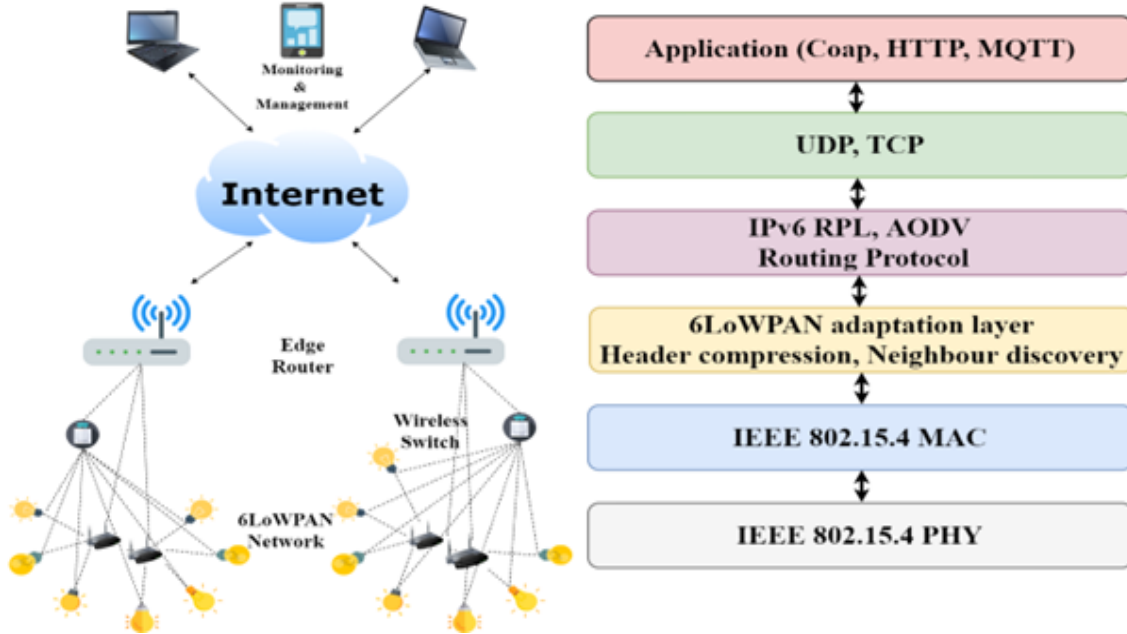 Monitoring
&
Management
Internet
Edge
Router
Wireless
Switch
6LoWPAN
Network
Application (Coap, HTTP, MQTT)
UDP, TCP
IPv6 RPL, AODV
Routing Protocol
6LoWPAN adaptation layer
Header compression, Neighbour discovery
IEEE 802.15.4 MAC
IEEE 802.15.4 PHY